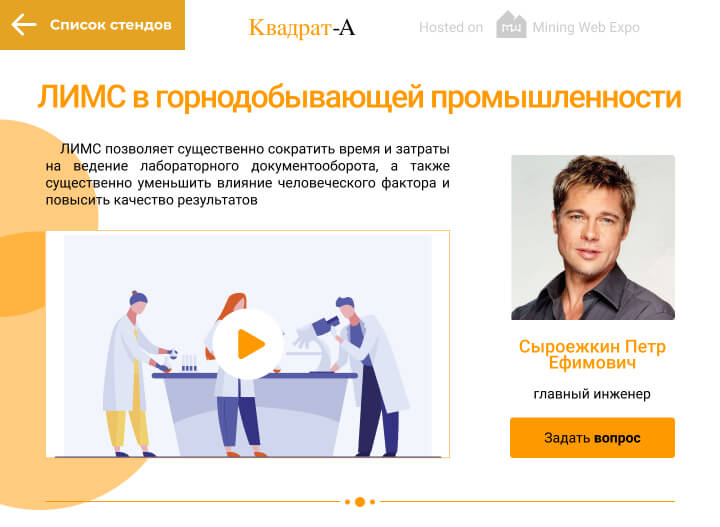 Список стендов
Квадрат-А
Hosted on Mining Web Expo
ЛИМС в горнодобывающей промышленности
ЛИМС позволяет существенно сократить время и затраты
на ведение лабораторного документооборота, а также
существенно уменьшить влияние человеческого фактора и
повысить качество результатов
Сыроежкин Петр
Ефимович
главный инженер
Задать вопрос